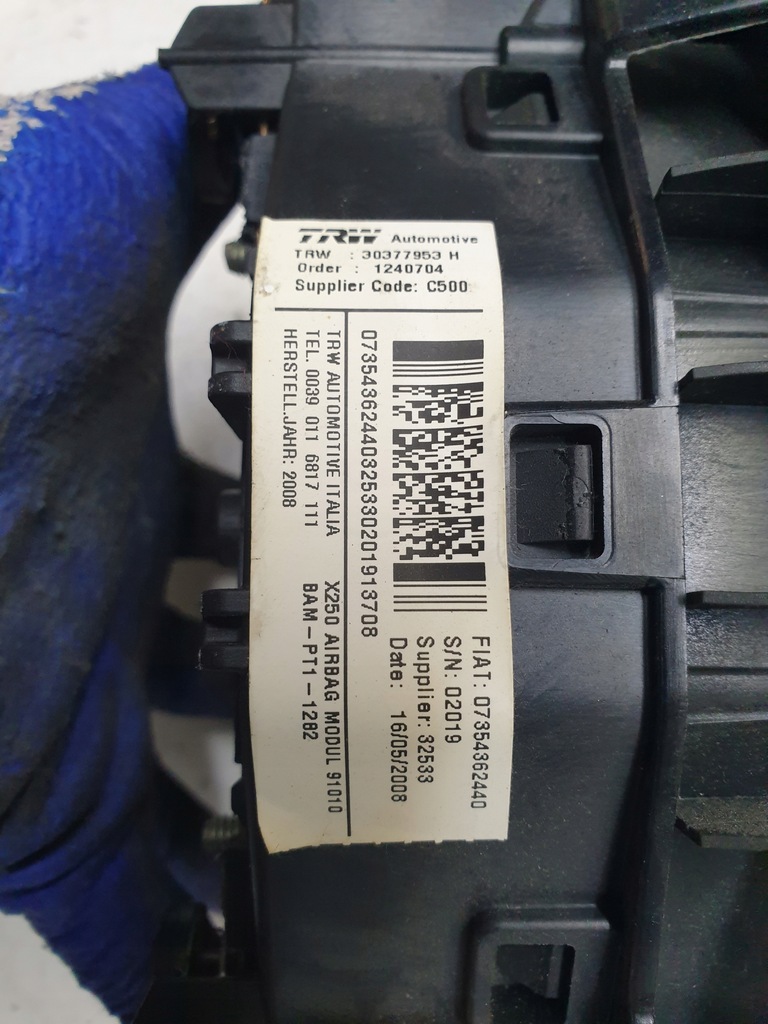 TRW Automotive
TRW : 30377953 H
Order : 1240704
Supplier Code: C500
FIAT: 07354362440
S/N: 02019
Supplier: 32533
Date: 16/05/2008
07354362440325330201913708
TRW AUTOMOTIVE ITALIA X250 AIRBAG MODUL 91010
TEL. 0039 011 6817 111 BAM-PT1-1282
HERSTELL.JAHR: 2008